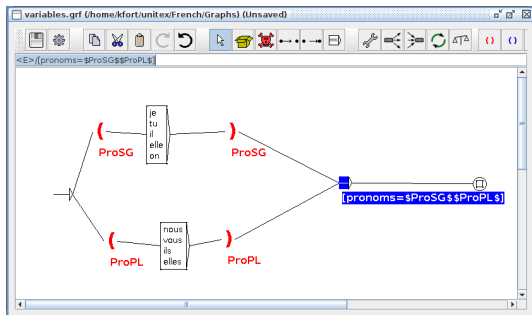 variables.grf (/home/kfort/unitex/French/Graphs) (Unsaved)
<E>/[pronoms=$ProSG$$ProPL$]
je
tu
il
elle
on
ProSG
ProSG
[pronoms=$ProSG$$ProPL$]
nous
vous
ils
elles
ProPL
ProPL